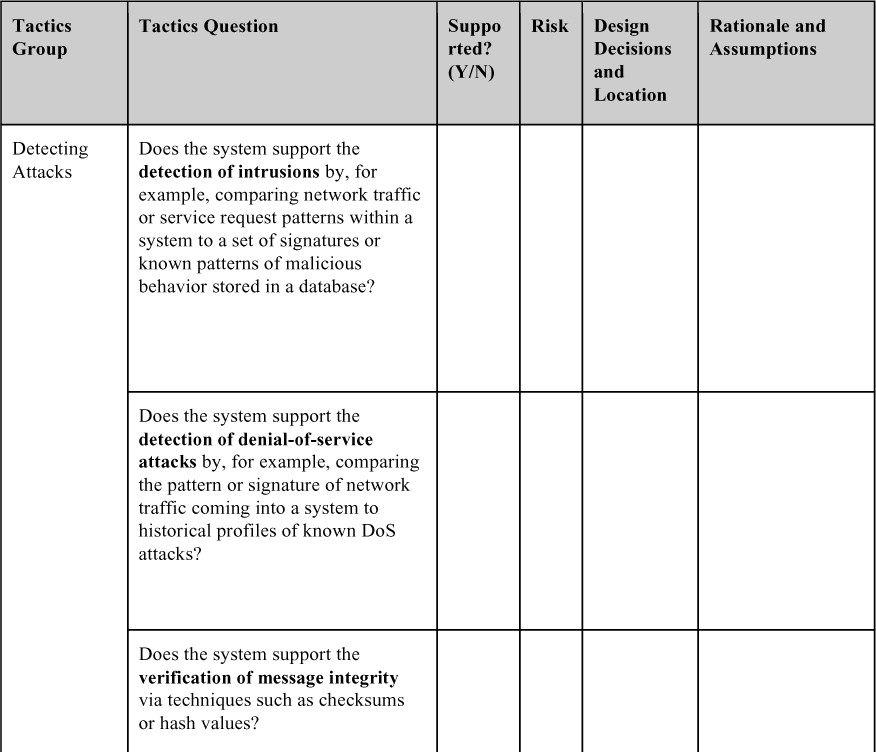 Tactics Group
Tactics Question
Suppo
rted?
(Y/N)
Risk
Design
Decisions
and
Location
Rationale and
Assumptions
Detecting
Attacks
Does the system support the
detection of intrusions by, for
example, comparing network traffic
or service request patterns within a
system to a set of signatures or
known patterns of malicious
behavior stored in a database?
Does the system support the
detection of denial-of-service
attacks by, for example, comparing
the pattern or signature of network
traffic coming into a system to
historical profiles of known DoS
attacks?
Does the system support the
verification of message integrity
via techniques such as checksums
or hash values?